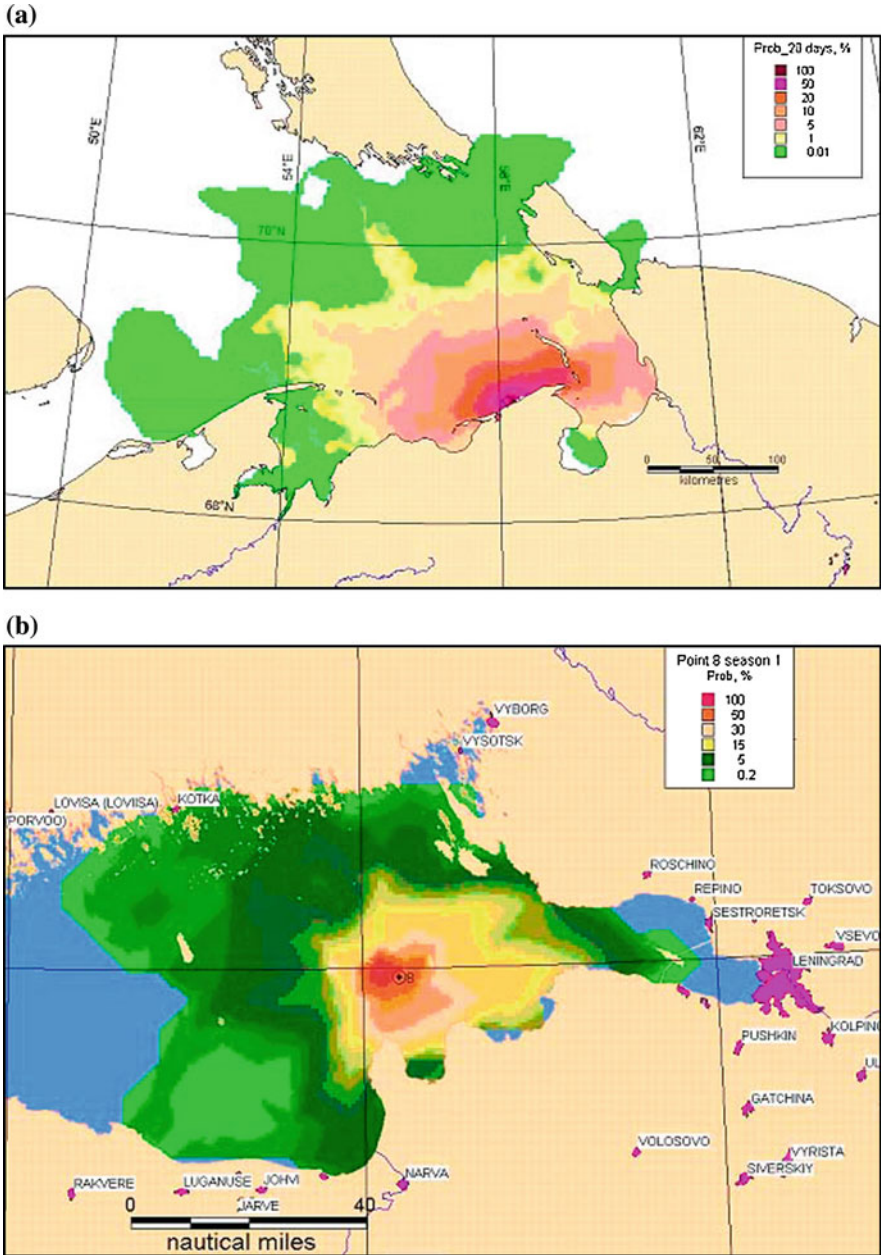 (a)
Prob_20 days, %
100
50
20
10
5
1
0.01
50°E
54°E
58°E
62°E
70°N
68°N
0 50 100
kilometres
(b)
Point 8 season 1
Prob, %
100
50
30
15
5
0.2
VYBORG
VYSOTSK
LOVISA (LOVIISA)
KOTKA
(PORVOO)
ROSCHINO
REPINO
TOKSOVO
SESTRORETSK
VSEVO
LENINGRAD
8
KOLPINO
PUSHKIN
UL
GATCHINA
VOLOSOVO
VYRISTA
SIVERSKIY
NARVA
RAKVERE
LUGANUSE
JOHVI
JARVE
0 40
nautical miles